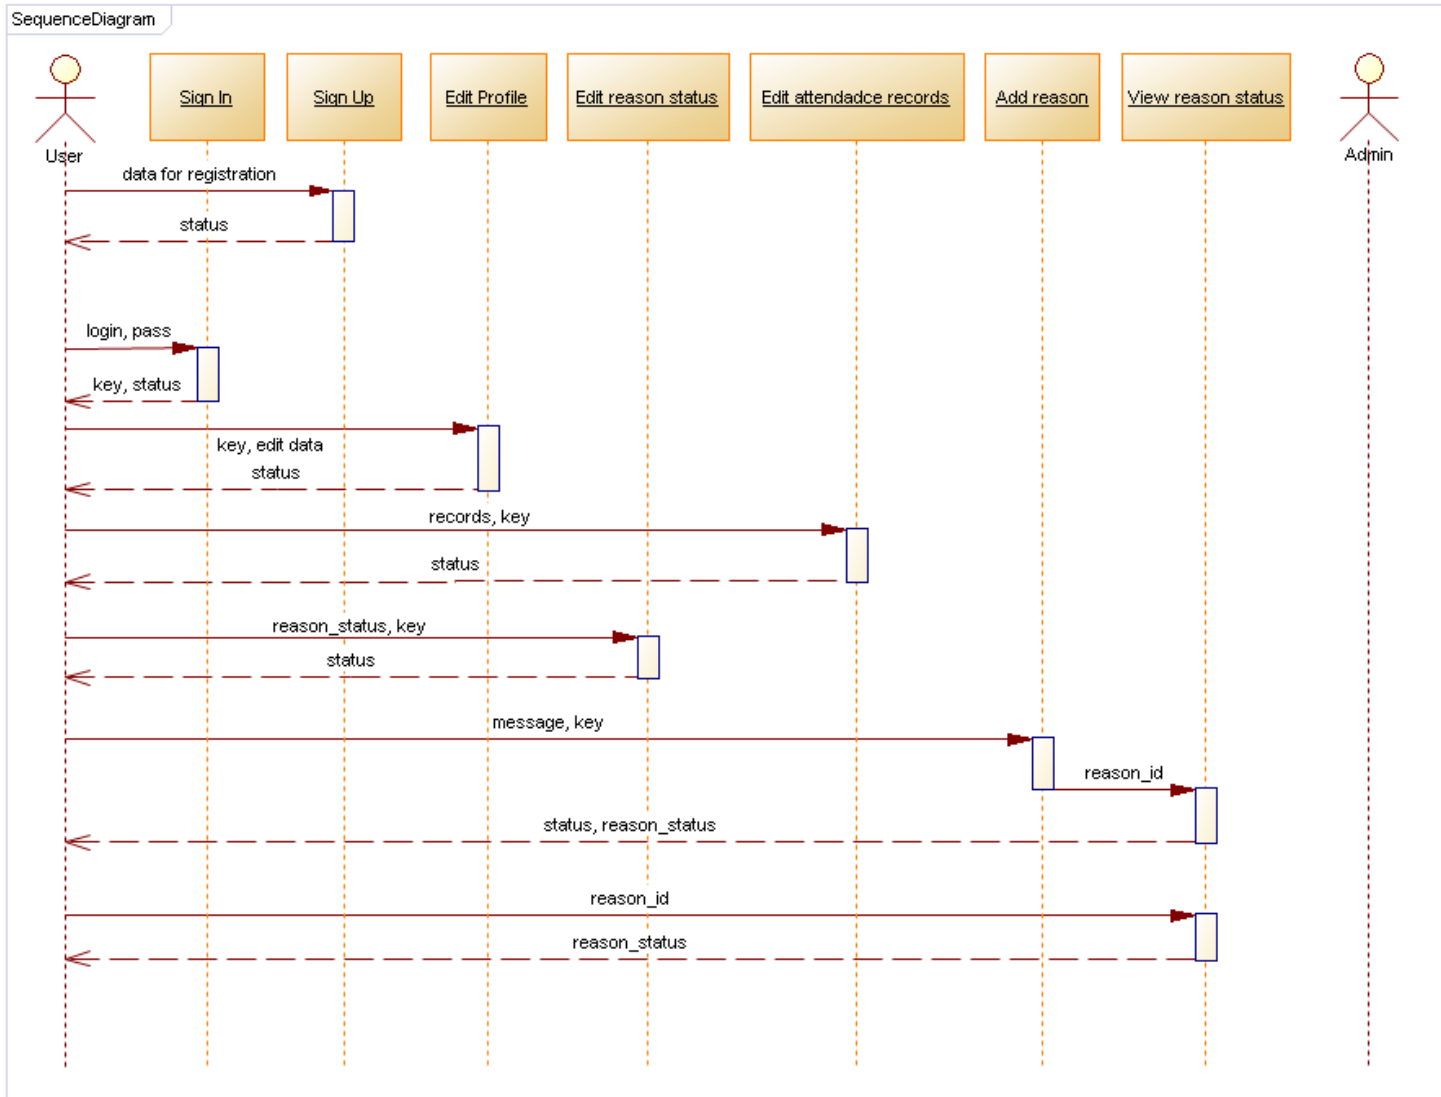 SequenceDiagram
Sign In
Sign Up
Edit Profile
Edit reason status
Edit attendadce records
Add reason
View reason status
User
Admin
data for registration
status
login, pass
key, status
key, edit data
status
records, key
status
reason_status, key
status
message, key
reason_id
status, reason_status
reason_id
reason_status